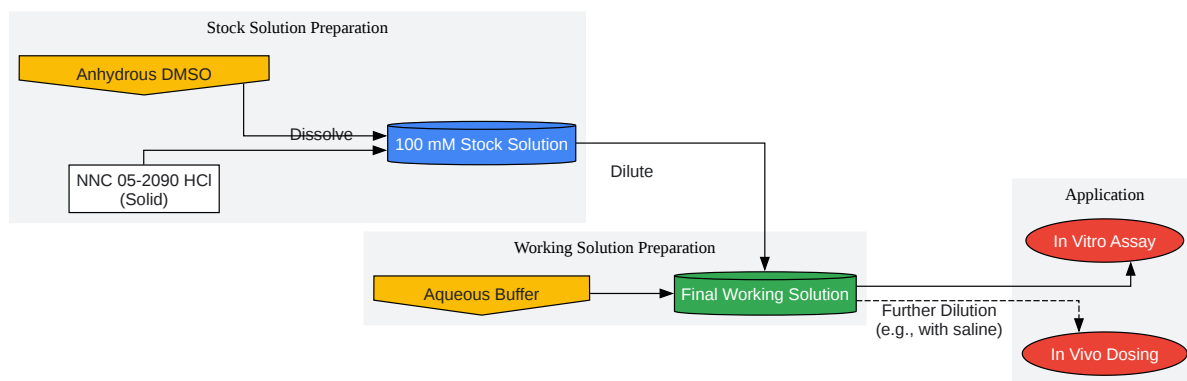 Stock Solution Preparation
Anhydrous DMSO
Dissolve
100 mM Stock Solution
NNC 05-2090 HCl
(Solid)
Dilute
Working Solution Preparation
Aqueous Buffer
Final Working Solution
Further Dilution
(e.g., with saline)
Application
In Vitro Assay
In Vivo Dosing